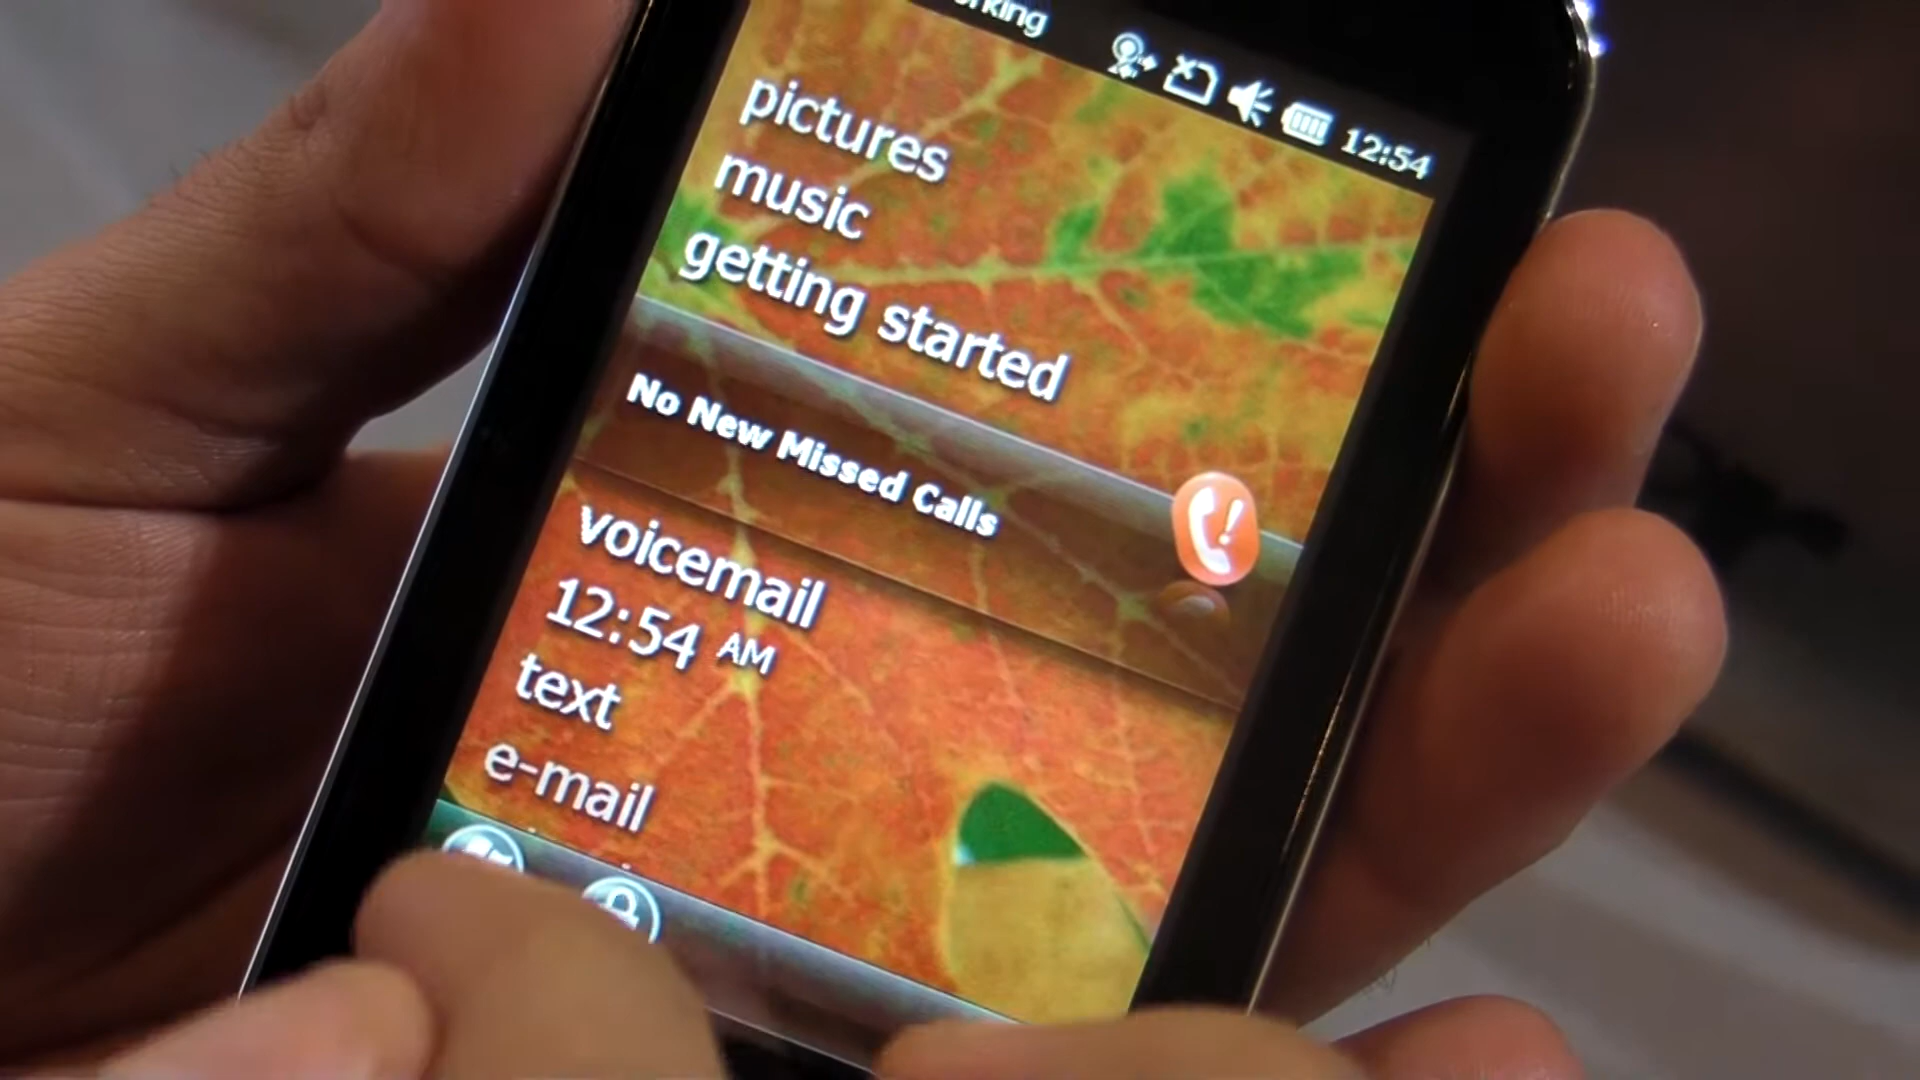 12:54
pictures
music
getting started
No New Missed Calls
voicemail
12:54 AM
text
e-mail